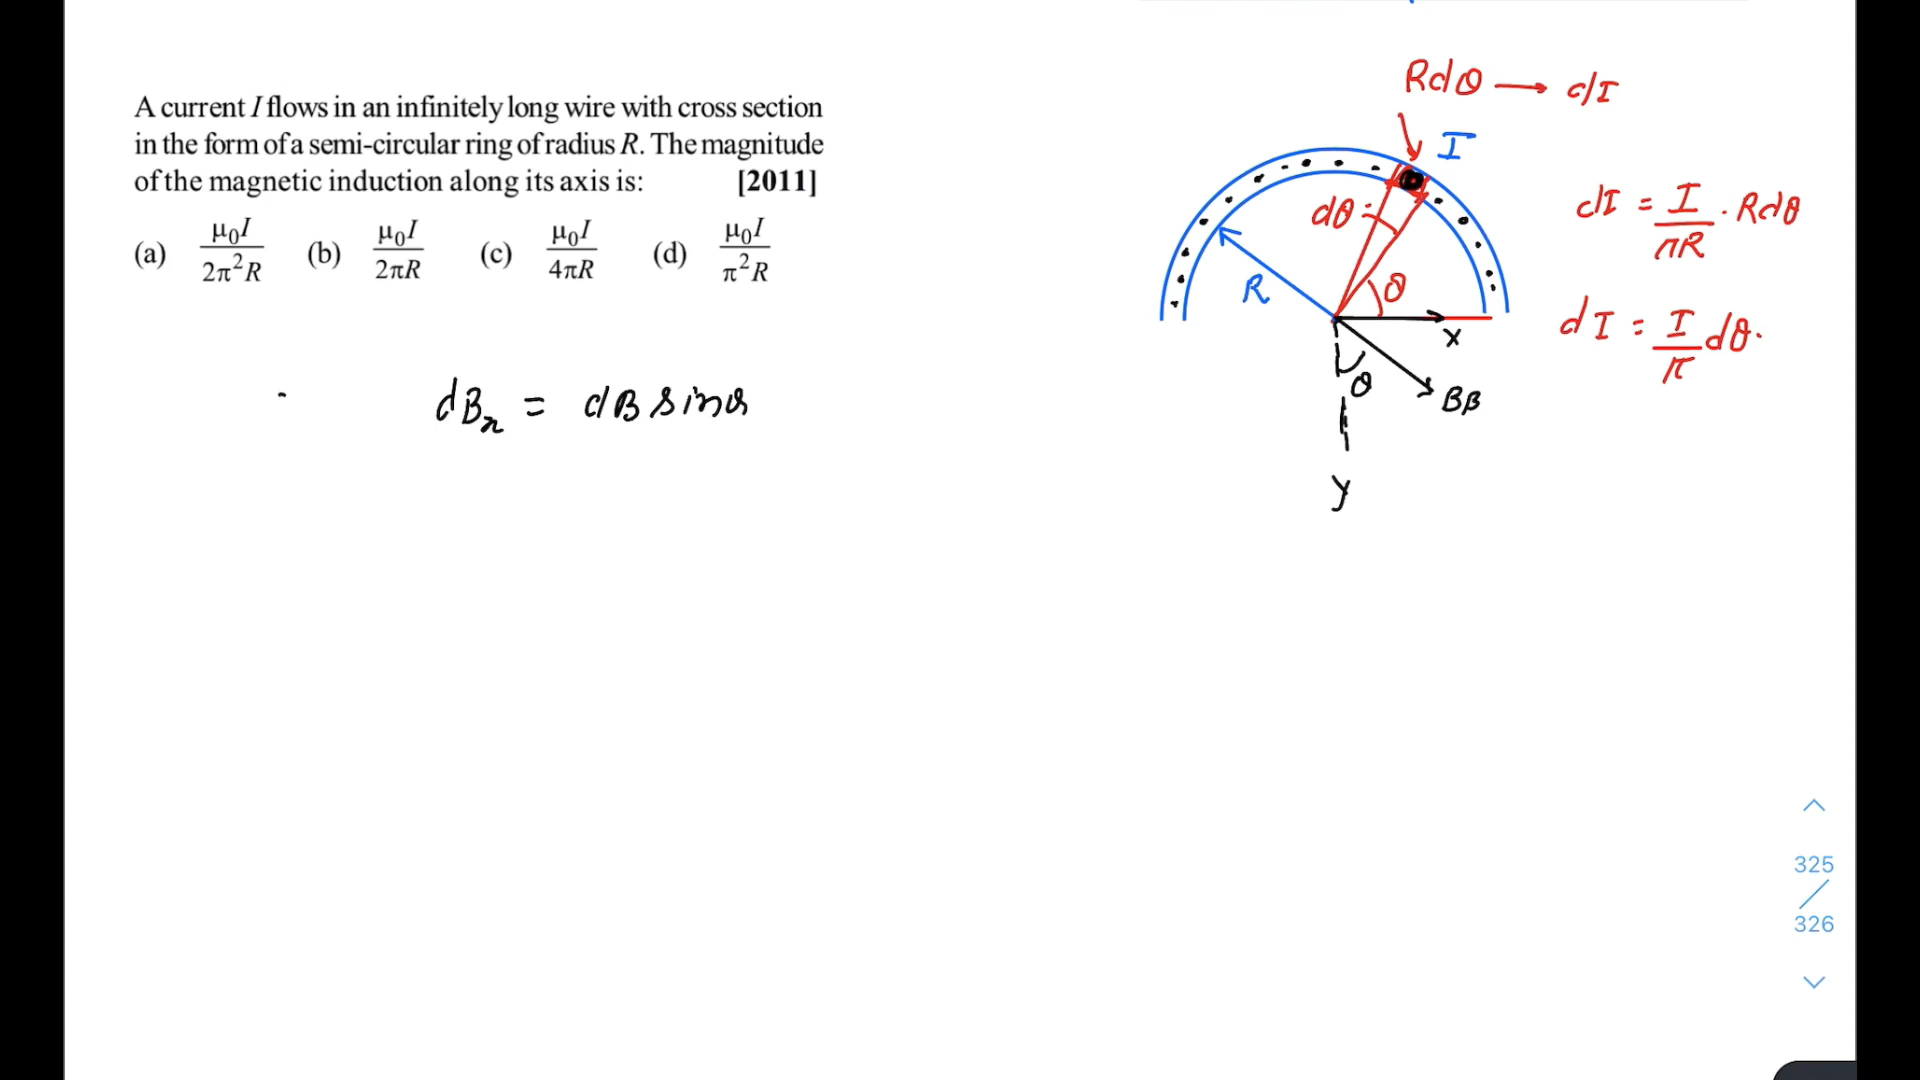 A current I flows in an infinitely long wire with cross section
in the form of a semi-circular ring of radius R. The magnitude
of the magnetic induction along its axis is: [2011]
(a) μ₀I/2π²R (b) μ₀I/2πR (c) μ₀I/4πR (d) μ₀I/π²R
dBₓ = dB sinθ
Rdθ → dI
I
dθ
R
θ
x
θ
Bβ
y
dI = I/πR · Rdθ
dI = I/π dθ.
325
/
326